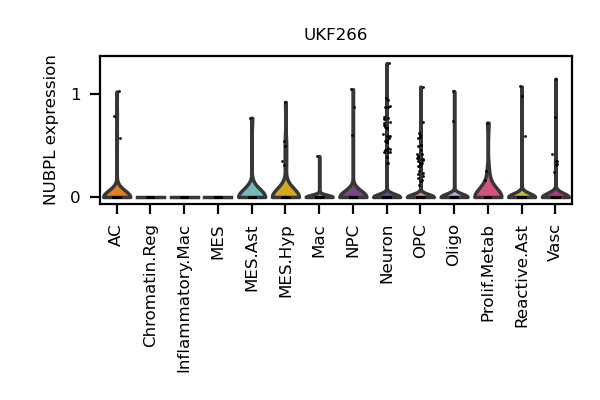 UKF266
NUBPL expression
1
0
AC
Chromatin.Reg
Inflammatory.Mac
MES
MES.Ast
MES.Hyp
Mac
NPC
Neuron
OPC
Oligo
Prolif.Metab
Reactive.Ast
Vasc